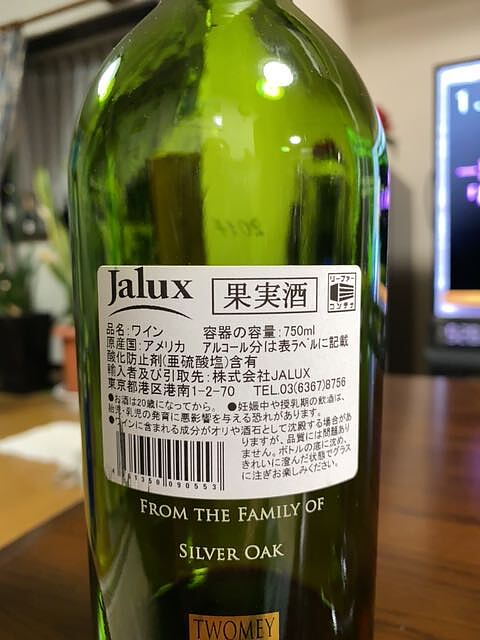 2011
Jalux
果実酒
リーファー
コンテナ
品名:ワイン 容器の容量:750ml
原産国:アメリカ アルコール分は表ラベルに記載
酸化防止剤(亜硫酸塩)含有
輸入者及び引取先:株式会社JALUX
東京都港区港南1-2-70 TEL.03(6367)8756
●お酒は20歳になってから。 ●妊娠中や授乳期の飲酒は、
胎児・乳児の発育に悪影響を与える恐れがあります。
●ワインに含まれる成分がオリや酒石として沈殿する場合があ
りますが、品質には問題あり
ません。ボトルの底に沈め、
きれいに澄んだ状態でグラス
に注ぎお楽しみください。
FROM THE FAMILY OF
SILVER OAK
TWOMEY